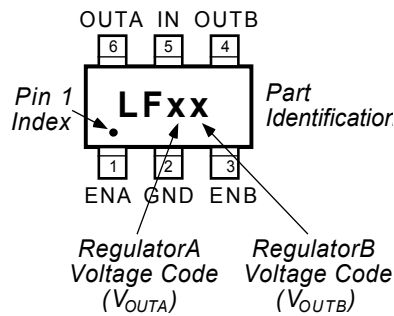 OUTA IN OUTB
6 5 4
Pin 1
Index
LFxx
Part
Identification
1 2 3
ENA GND ENB
RegulatorA
Voltage Code
(VOUTA)
RegulatorB
Voltage Code
(VOUTB)